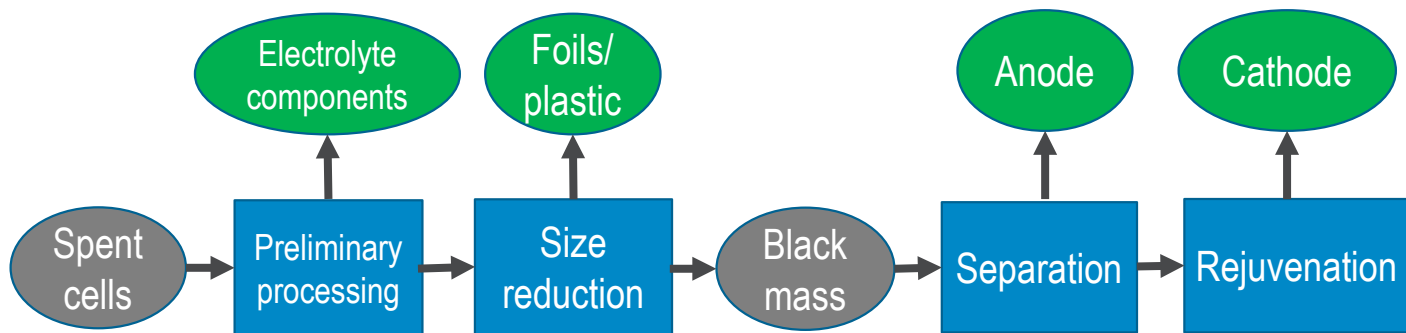 Electrolyte
components
Foils/
plastic
Anode
Cathode
Spent
cells
Preliminary
processing
Size
reduction
Black
mass
Separation
Rejuvenation